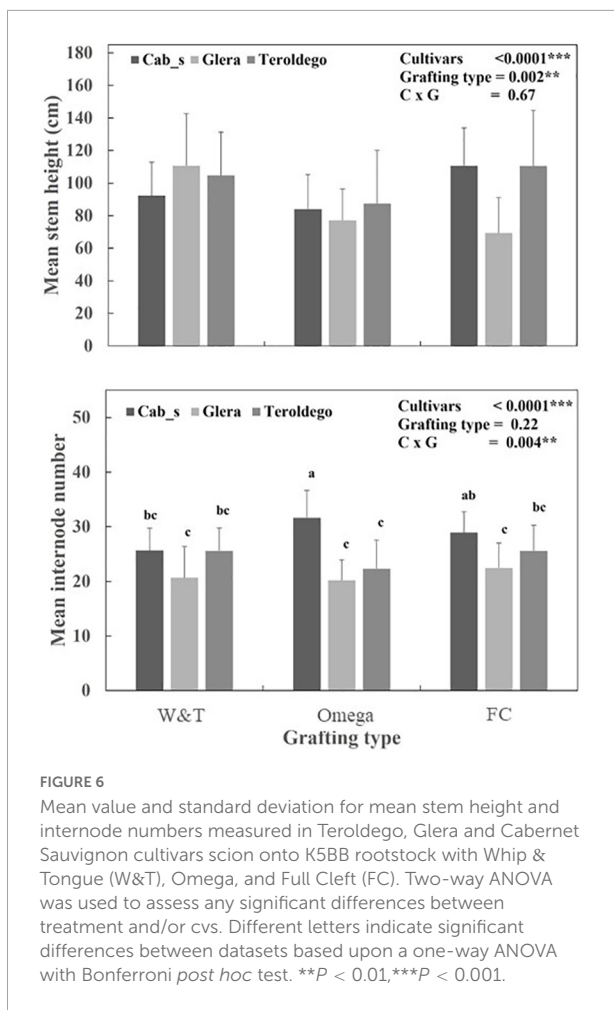 180
160
140
120
100
80
60
40
20
0
Mean stem height (cm)
Cab_s Glera Teroldego
Cultivars <0.0001***
Grafting type = 0.002**
C x G = 0.67
50
40
30
20
10
0
Mean internode number
Cab_s Glera Teroldego
Cultivars < 0.0001***
Grafting type = 0.22
C x G = 0.004**
bc c bc a c c ab c bc
W&T Omega FC
Grafting type
FIGURE 6
Mean value and standard deviation for mean stem height and
internode numbers measured in Teroldego, Glera and Cabernet
Sauvignon cultivars scion onto K5BB rootstock with Whip &
Tongue (W&T), Omega, and Full Cleft (FC). Two-way ANOVA
was used to assess any significant differences between
treatment and/or cvs. Different letters indicate significant
differences between datasets based upon a one-way ANOVA
with Bonferroni post hoc test. **P < 0.01,***P < 0.001.